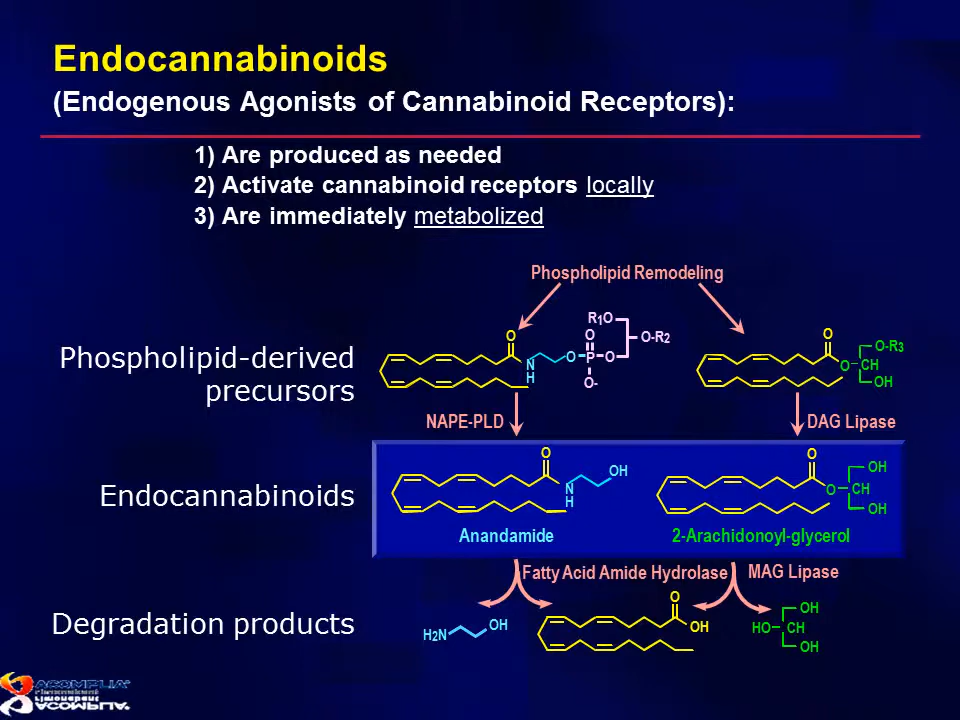 Endocannabinoids
(Endogenous Agonists of Cannabinoid Receptors):
1) Are produced as needed
2) Activate cannabinoid receptors locally
3) Are immediately metabolized
Phospholipid Remodeling
Phospholipid-derived
precursors
O
N
H
O
P
O
O
O-
R1O
O-R2
O
O
CH
O-R3
OH
NAPE-PLD
DAG Lipase
Endocannabinoids
O
N
H
OH
O
O
CH
OH
OH
Anandamide
2-Arachidonoyl-glycerol
Fatty Acid Amide Hydrolase
MAG Lipase
Degradation products
H2N
OH
O
OH
HO
CH
OH
OH
ACOMPLIA
ACOMPLIA